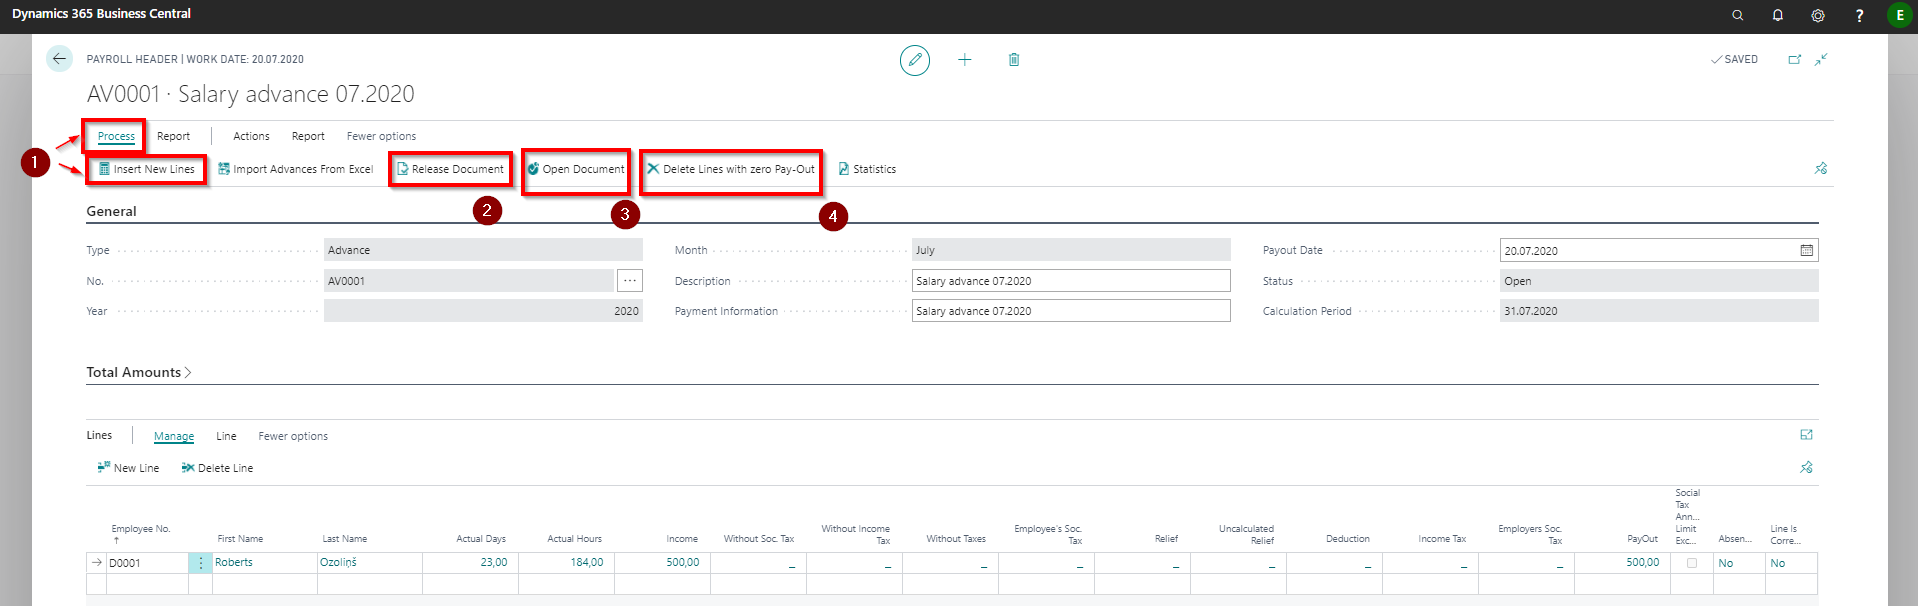 Dynamics 365 Business Central
?
E
PAYROLL HEADER | WORK DATE: 20.07.2020
SAVED
AV0001 · Salary advance 07.2020
Process Report Actions Report Fewer options
1
Insert New Lines Import Advances From Excel Release Document Open Document Delete Lines with zero Pay-Out Statistics
2 3 4
General
Type Advance Month July Payout Date 20.07.2020
No. AV0001 ... Description Salary advance 07.2020 Status Open
Year 2020 Payment Information Salary advance 07.2020 Calculation Period 31.07.2020
Total Amounts >
Lines Manage Line Fewer options
New Line Delete Line
Employee No. ↑ First Name Last Name Actual Days Actual Hours Income Without Soc. Tax Without Income Tax Without Taxes Employee's Soc. Tax Relief Uncalculated Relief Deduction Income Tax Employers Soc. Tax PayOut Social Tax Ann... Limit Exc... Absen... Line Is Corre...
→ D0001 ⋮ Roberts Ozoliņš 23,00 184,00 500,00 _ _ _ _ _ _ _ _ _ 500,00 No No